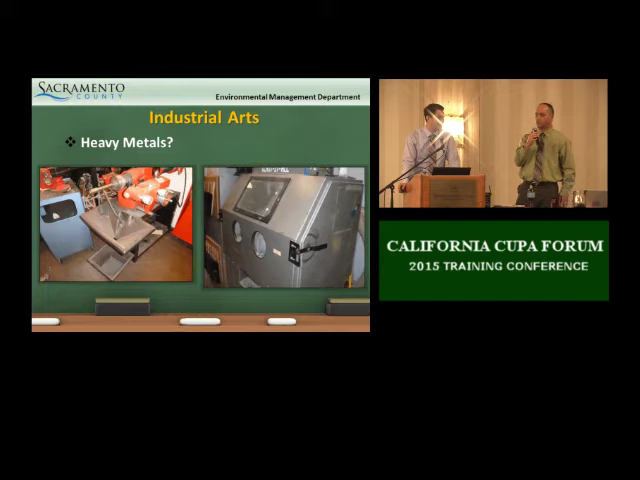 SACRAMENTO
COUNTY
Environmental Management Department
Industrial Arts
❖ Heavy Metals?
CALIFORNIA CUPA FORUM
2015 TRAINING CONFERENCE